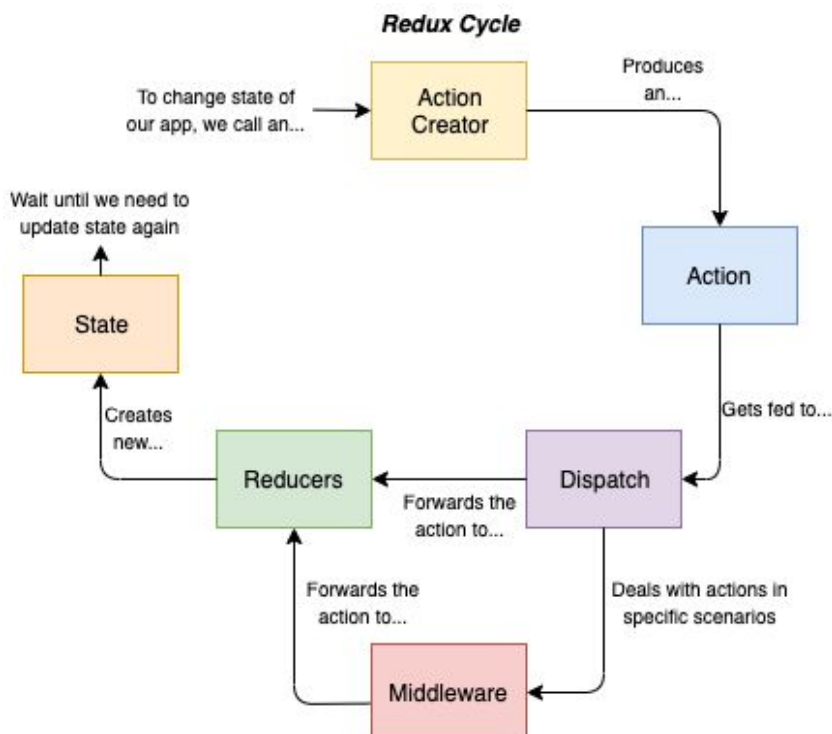 Redux Cycle
To change state of
our app, we call an...
Action
Creator
Produces
an...
Action
Gets fed to...
Dispatch
Forwards the
action to...
Deals with actions in
specific scenarios
Middleware
Forwards the
action to...
Reducers
Creates
new...
State
Wait until we need to
update state again